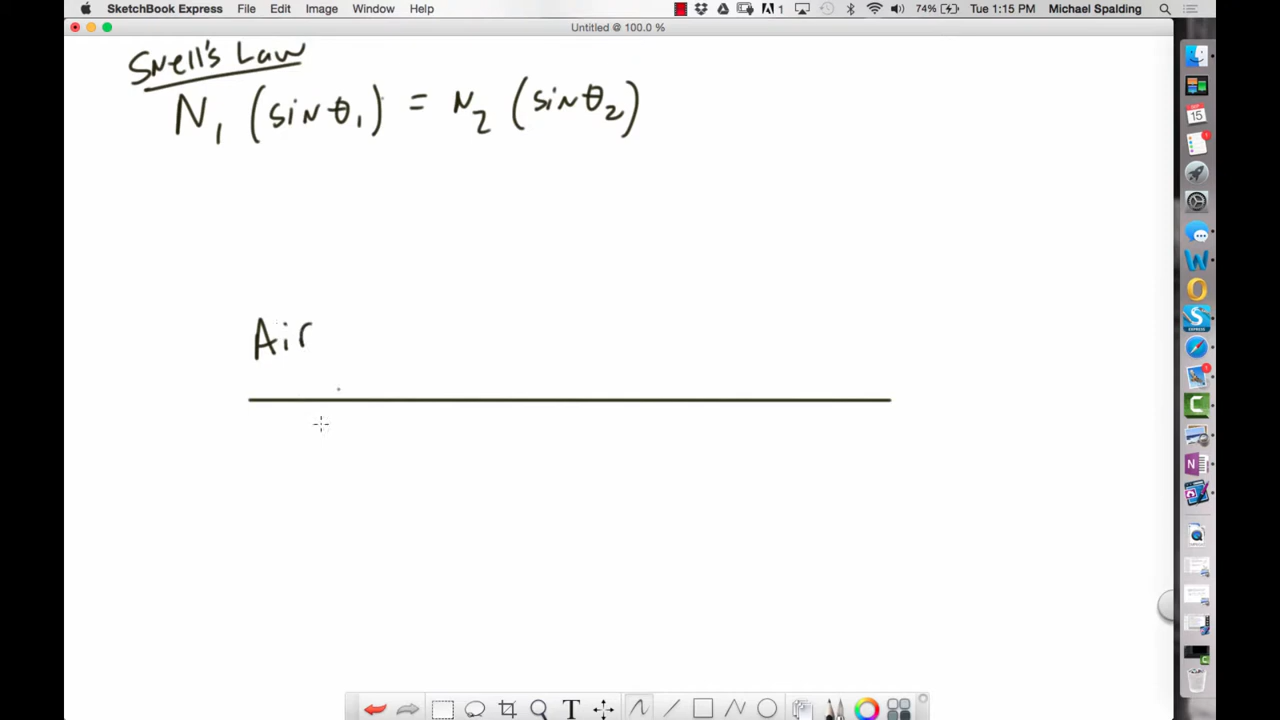 SketchBook Express File Edit Image Window Help 1 74% Tue 1:15 PM Michael Spalding
Untitled @ 100.0 %
Snell's Law
N₁ (sin θ₁) = N₂ (sin θ₂)
Air